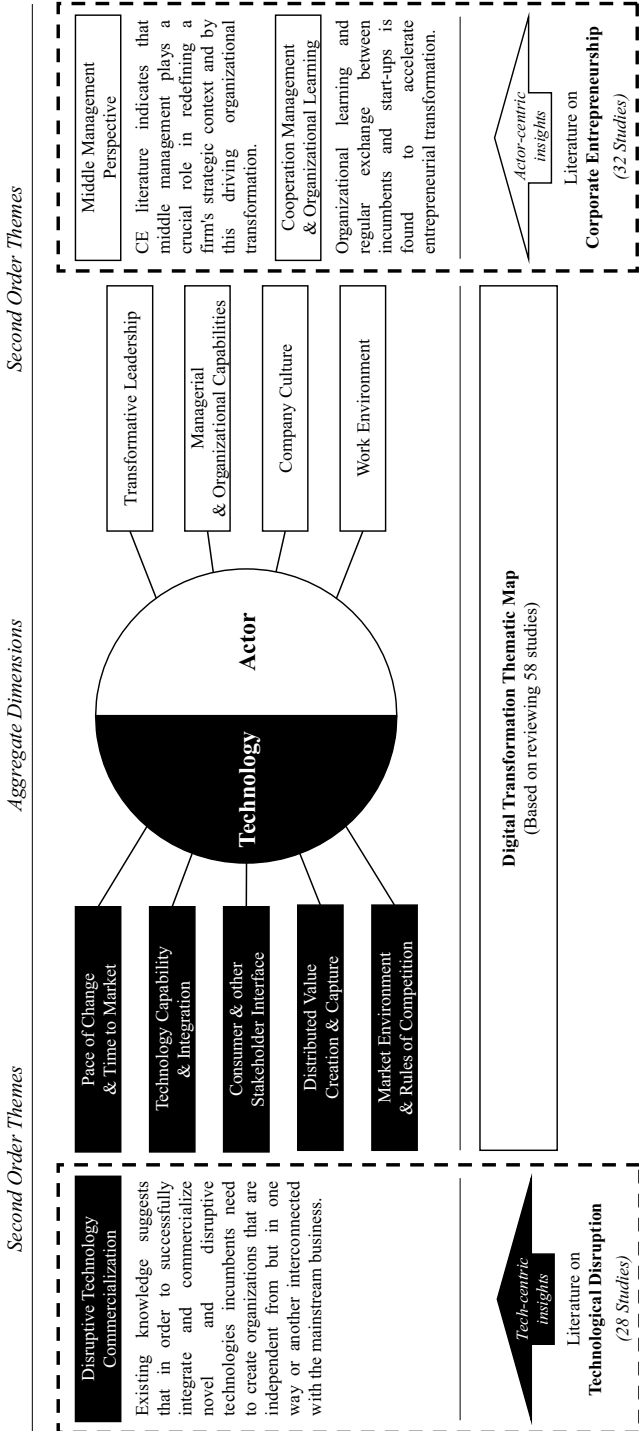 Second Order Themes
Aggregate Dimensions
Second Order Themes
Disruptive Technology
Commercialization
Existing knowledge suggests
that in order to successfully
integrate and commercialize
novel and disruptive
technologies incumbents need
to create organizations that are
independent from but in one
way or another interconnected
with the mainstream business.
Tech-centric
insights
Literature on
Technological Disruption
(28 Studies)
Pace of Change
& Time to Market
Technology Capability
& Integration
Consumer & other
Stakeholder Interface
Distributed Value
Creation & Capture
Market Environment
& Rules of Competition
Technology
Actor
Transformative Leadership
Managerial
& Organizational Capabilities
Company Culture
Work Environment
Digital Transformation Thematic Map
(Based on reviewing 58 studies)
Middle Management
Perspective
CE literature indicates that
middle management plays a
crucial role in redefining a
firm's strategic context and by
this driving organizational
transformation.
Cooperation Management
& Organizational Learning
Organizational learning and
regular exchange between
incumbents and start-ups is
found to accelerate
entrepreneurial transformation.
Actor-centric
insights
Literature on
Corporate Entrepreneurship
(32 Studies)